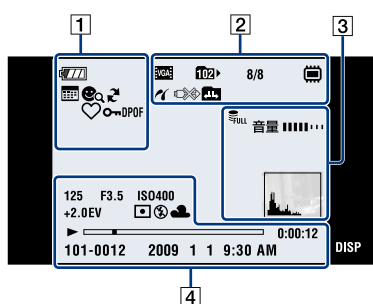 1
2
3
VGA 102 8/8
DPOF
FULL 音量
125 F3.5 ISO400
+2.0EV
0:00:12
101-0012 2009 1 1 9:30 AM
DISP
4